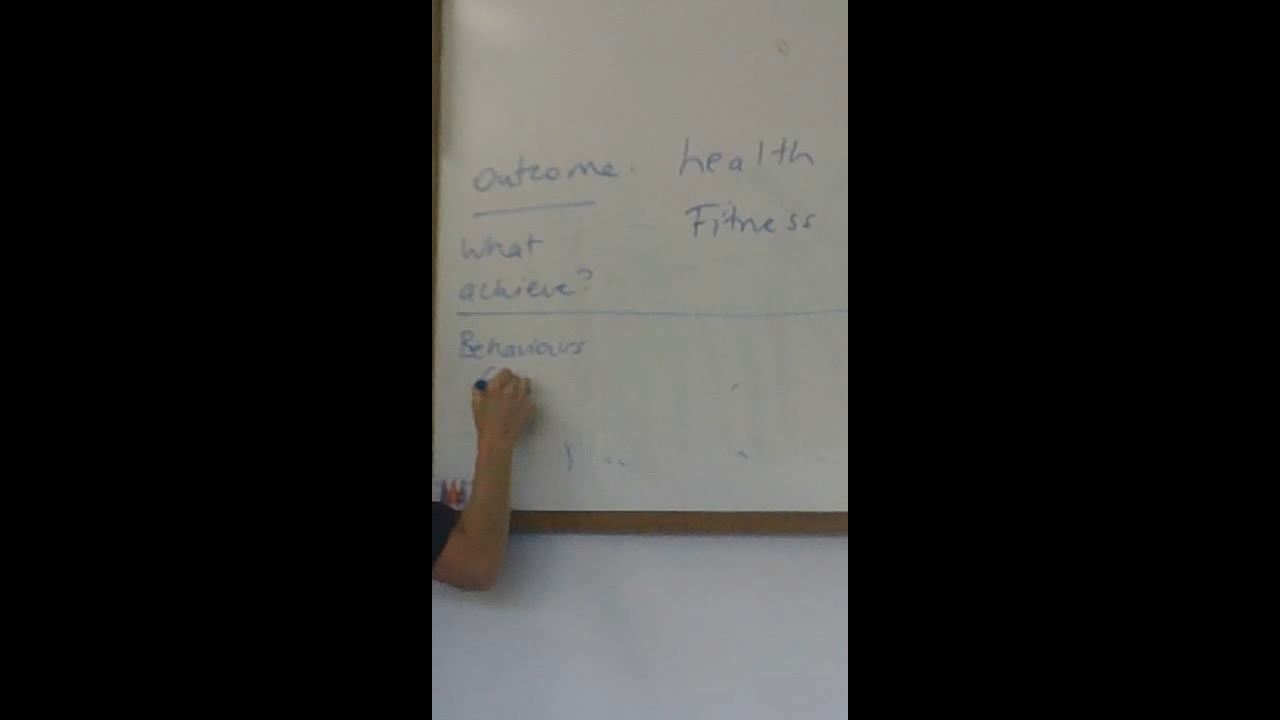 outcome: health
Fitness
What
achieve?
Behaviours